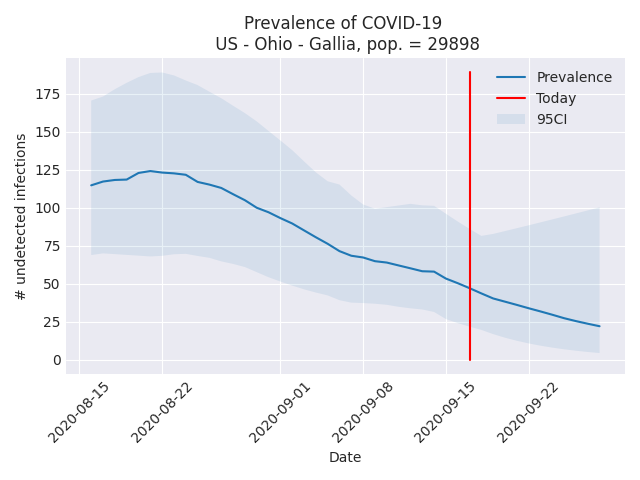 Prevalence of COVID-19
US - Ohio - Gallia, pop. = 29898
Prevalence
Today
95CI
# undetected infections
175
150
125
100
75
50
25
0
2020-08-15
2020-08-22
2020-09-01
2020-09-08
2020-09-15
2020-09-22
Date